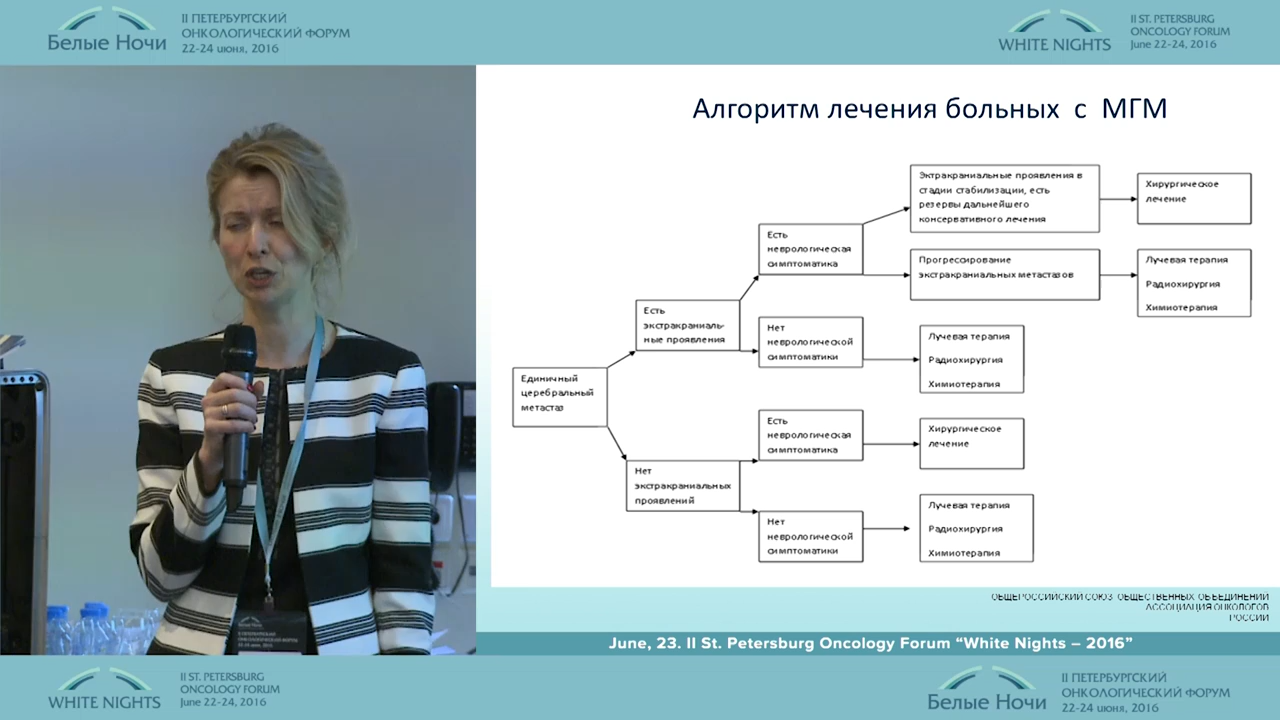 II ПЕТЕРБУРГСКИЙ
ОНКОЛОГИЧЕСКИЙ ФОРУМ
22-24 июня, 2016
Белые Ночи
II ST. PETERSBURG
ONCOLOGY FORUM
June 22-24, 2016
WHITE NIGHTS
Алгоритм лечения больных с МГМ
Эктракраниальные проявления в
стадии стабилизации, есть
резервы дальнейшего
консервативного лечения
Хирургическое
лечение
Есть
неврологическая
симптоматика
Прогрессирование
экстракраниальных метастазов
Лучевая терапия
Радиохирургия
Химотерапия
Есть
экстракраниаль-
ные проявления
Нет
неврологической
симптоматики
Лучевая терапия
Радиохирургия
Химиотерапия
Единичный
церебральный
метастаз
Есть
неврологическая
симптоматика
Хирургическое
лечение
Нет
экстракраниальных
проявлений
Нет
неврологической
симптоматики
Лучевая терапия
Радиохирургия
Химиотерапия
ОБЩЕРОССИЙСКИЙ СОЮЗ ОБЩЕСТВЕННЫХ ОБЪЕДИНЕНИЙ
АССОЦИАЦИЯ ОНКОЛОГОВ
РОССИИ
June, 23. II St. Petersburg Oncology Forum “White Nights – 2016”
WHITE NIGHTS
II ST. PETERSBURG
ONCOLOGY FORUM
June 22-24, 2016
Белые Ночи
II ПЕТЕРБУРГСКИЙ
ОНКОЛОГИЧЕСКИЙ ФОРУМ
22-24 июня, 2016